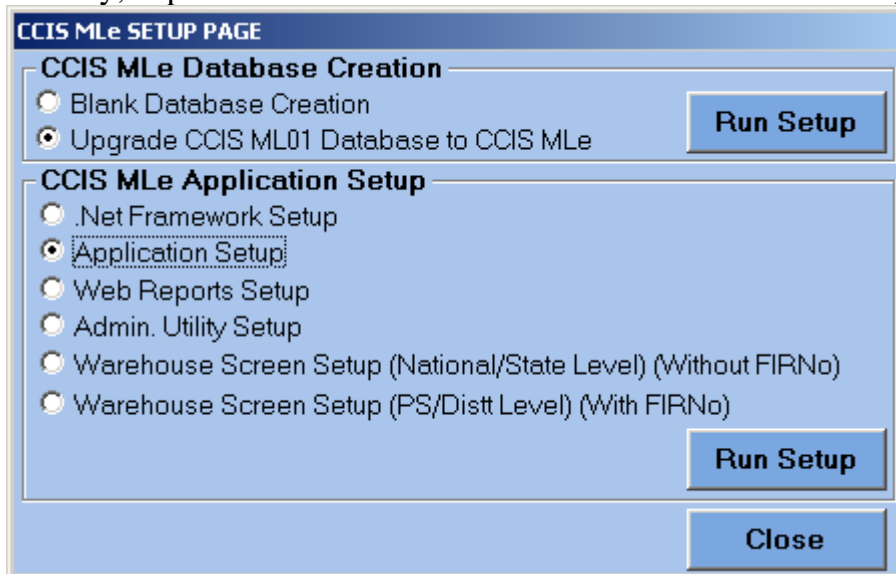 CCIS MLe SETUP PAGE
CCIS MLe Database Creation
Blank Database Creation
Upgrade CCIS ML01 Database to CCIS MLe
Run Setup
CCIS MLe Application Setup
.Net Framework Setup
Application Setup
Web Reports Setup
Admin. Utility Setup
Warehouse Screen Setup (National/State Level) (Without FIRNo)
Warehouse Screen Setup (PS/Distt Level) (With FIRNo)
Run Setup
Close